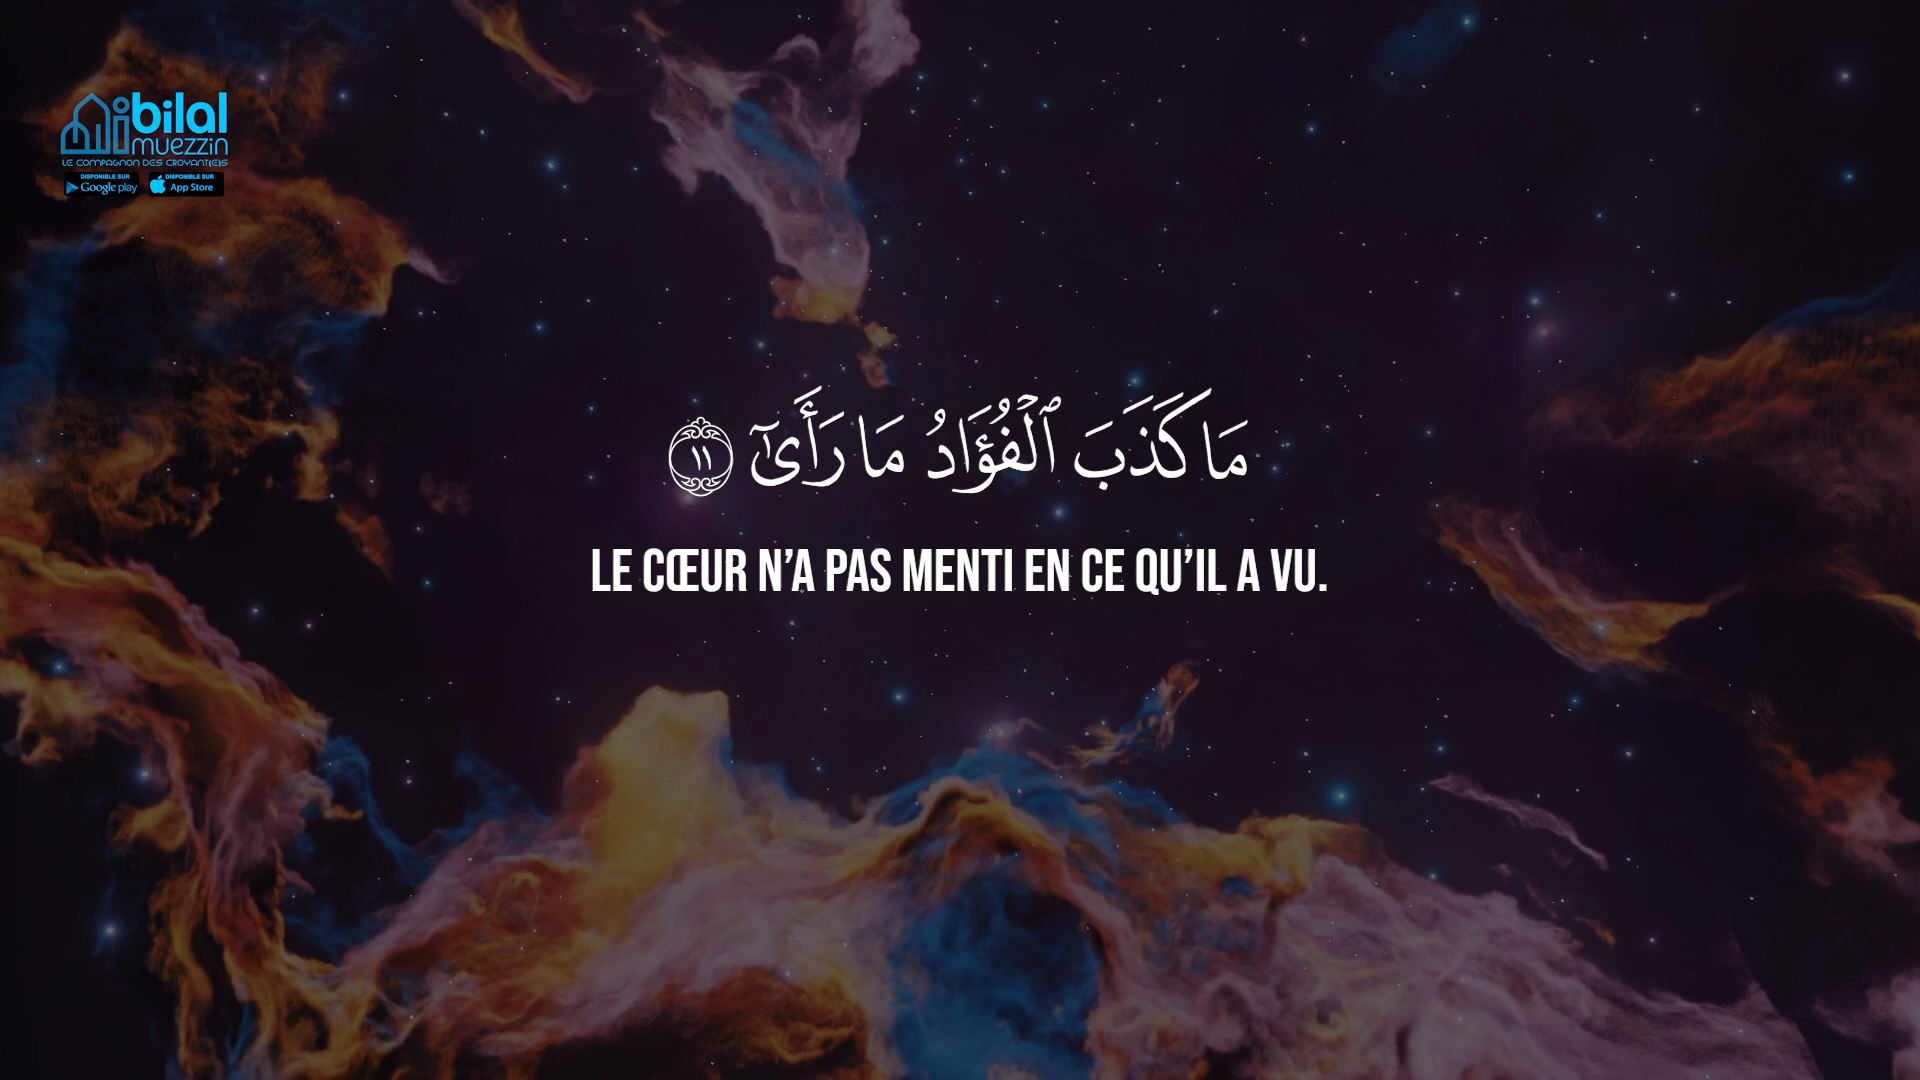 bilal
muezzin
LE COMPAGNON DES CROYANT(E)S
DISPONIBLE SUR
Google play
DISPONIBLE SUR
App Store
مَا كَذَبَ ٱلْفُؤَادُ مَا رَأَىٰٓ ١١
LE CŒUR N’A PAS MENTI EN CE QU’IL A VU.